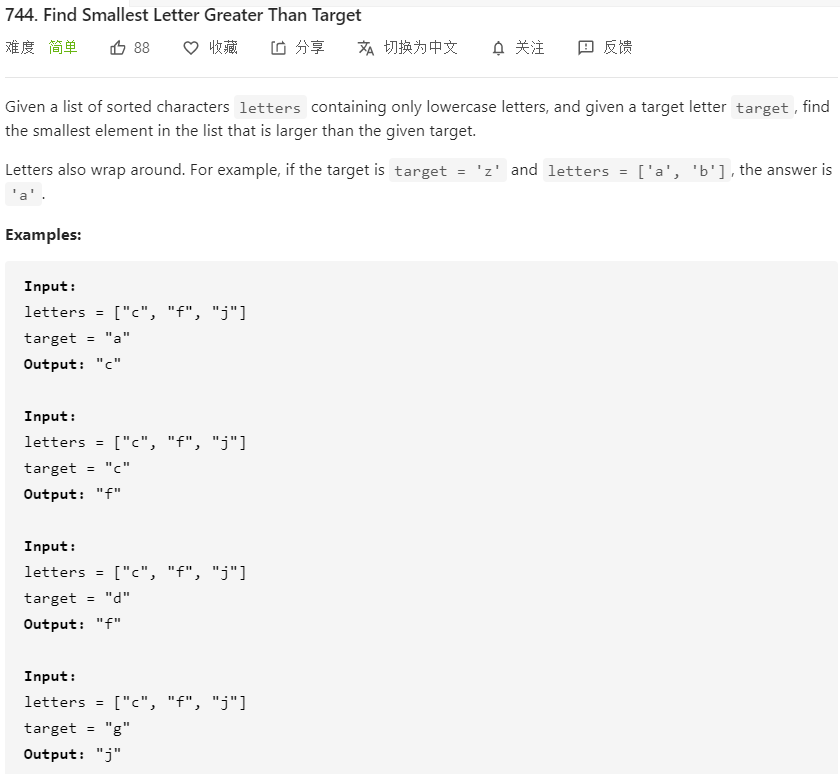 744. Find Smallest Letter Greater Than Target
难度 简单 88 收藏 分享 切换为中文 关注 反馈
Given a list of sorted characters letters containing only lowercase letters, and given a target letter target, find
the smallest element in the list that is larger than the given target.
Letters also wrap around. For example, if the target is target = 'z' and letters = ['a', 'b'], the answer is
'a'.
Examples:
Input:
letters = ["c", "f", "j"]
target = "a"
Output: "c"
Input:
letters = ["c", "f", "j"]
target = "c"
Output: "f"
Input:
letters = ["c", "f", "j"]
target = "d"
Output: "f"
Input:
letters = ["c", "f", "j"]
target = "g"
Output: "j"